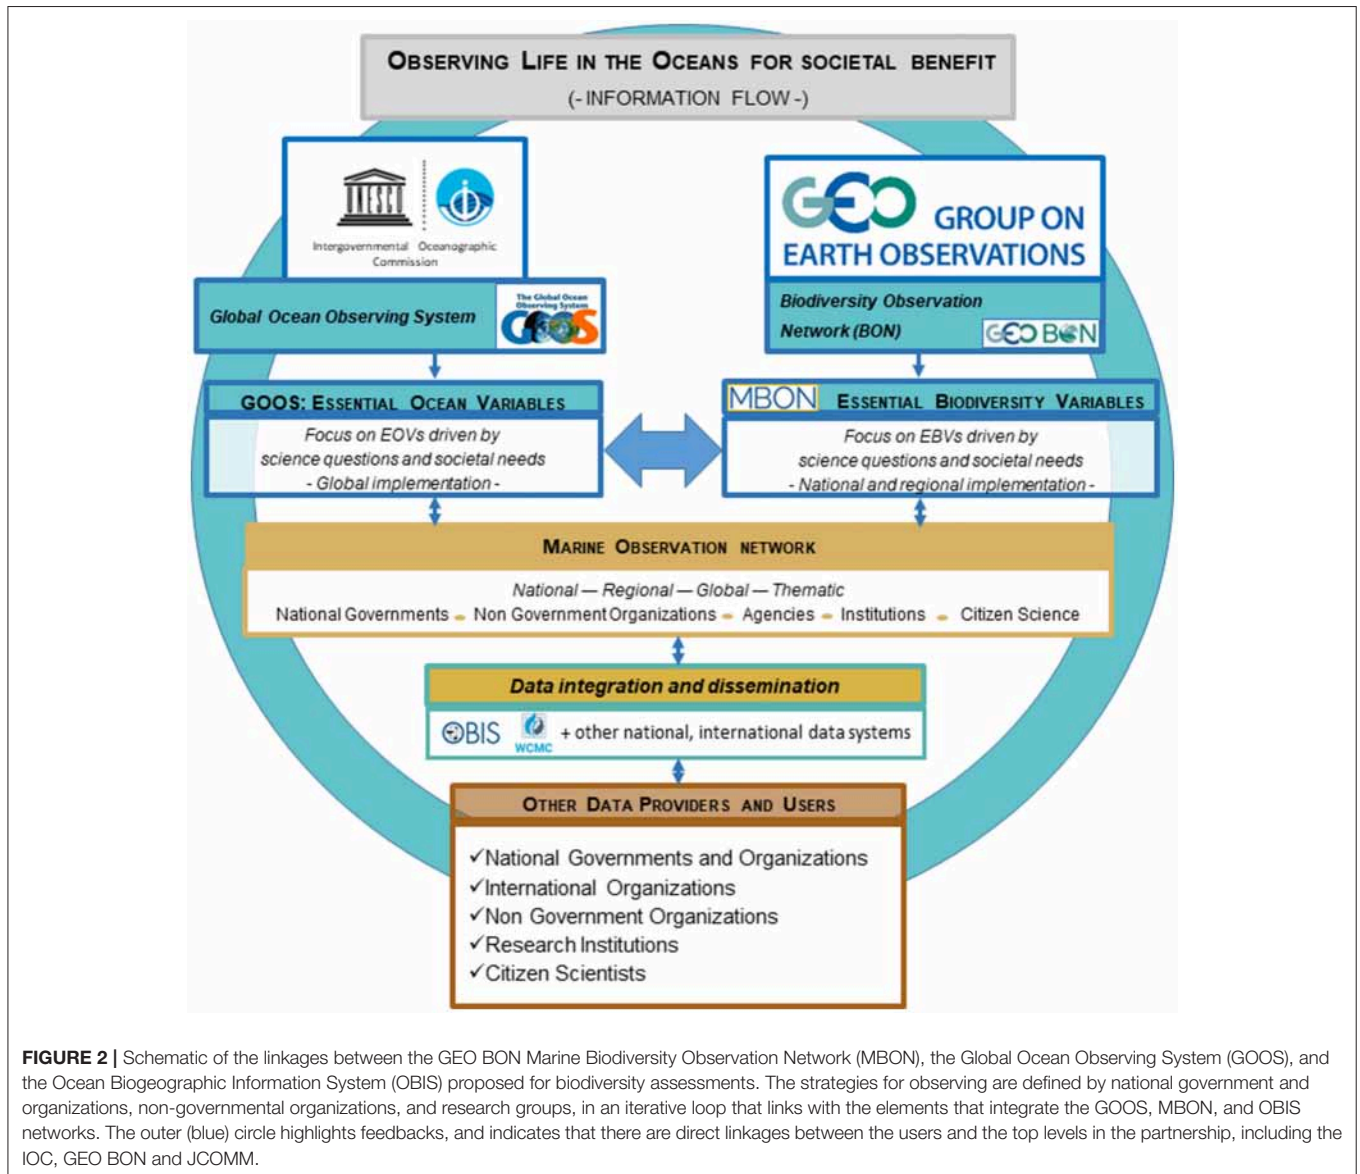 OBSERVING LIFE IN THE OCEANS FOR SOCIETAL BENEFIT
(- INFORMATION FLOW -)
UNESCO
Intergovernmental Oceanographic
Commission
Global Ocean Observing System
The Global Ocean
Observing System
GOOS
GEO GROUP ON
EARTH OBSERVATIONS
Biodiversity Observation
Network (BON)
GEO BON
GOOS: ESSENTIAL OCEAN VARIABLES
Focus on EOVs driven by
science questions and societal needs
- Global implementation -
MBON ESSENTIAL BIODIVERSITY VARIABLES
Focus on EBVs driven by
science questions and societal needs
- National and regional implementation -
MARINE OBSERVATION NETWORK
National — Regional — Global — Thematic
National Governments - Non Government Organizations - Agencies - Institutions - Citizen Science
Data integration and dissemination
OBIS WCMC + other national, international data systems
OTHER DATA PROVIDERS AND USERS
✓National Governments and Organizations
✓International Organizations
✓Non Government Organizations
✓Research Institutions
✓Citizen Scientists
FIGURE 2 | Schematic of the linkages between the GEO BON Marine Biodiversity Observation Network (MBON), the Global Ocean Observing System (GOOS), and
the Ocean Biogeographic Information System (OBIS) proposed for biodiversity assessments. The strategies for observing are defined by national government and
organizations, non-governmental organizations, and research groups, in an iterative loop that links with the elements that integrate the GOOS, MBON, and OBIS
networks. The outer (blue) circle highlights feedbacks, and indicates that there are direct linkages between the users and the top levels in the partnership, including the
IOC, GEO BON and JCOMM.